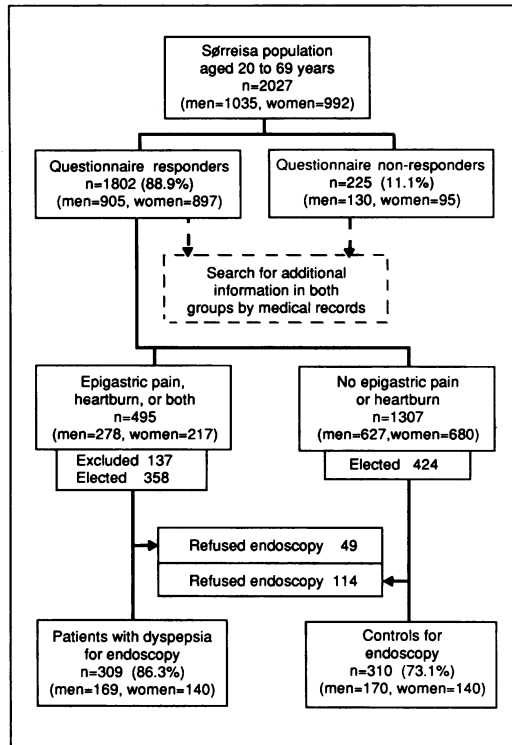 Sørreisa population
aged 20 to 69 years
n=2027
(men=1035, women=992)
Questionnaire responders
n=1802 (88.9%)
(men=905, women=897)
Questionnaire non-responders
n=225 (11.1%)
(men=130, women=95)
Search for additional
information in both
groups by medical records
Epigastric pain,
heartburn, or both
n=495
(men=278, women=217)
Excluded 137
Elected 358
No epigastric pain
or heartburn
n=1307
(men=627,women=680)
Elected 424
Refused endoscopy 49
Refused endoscopy 114
Patients with dyspepsia
for endoscopy
n=309 (86.3%)
(men=169, women=140)
Controls for
endoscopy
n=310 (73.1%)
(men=170, women=140)